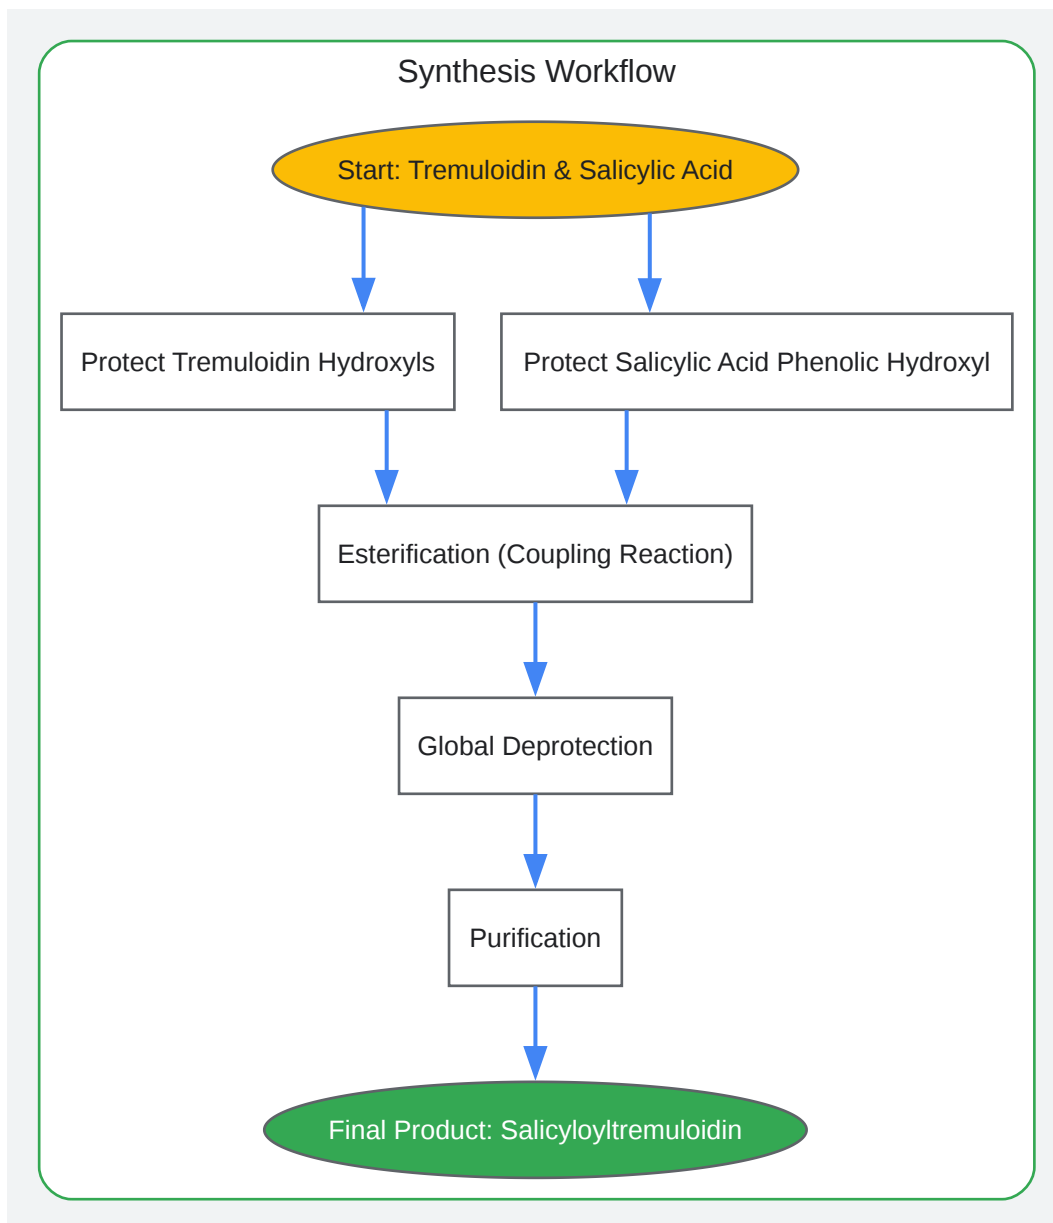 Synthesis Workflow
Start: Tremuloidin & Salicylic Acid
Protect Tremuloidin Hydroxyls
Protect Salicylic Acid Phenolic Hydroxyl
Esterification (Coupling Reaction)
Global Deprotection
Purification
Final Product: Salicyloyltremuloidin